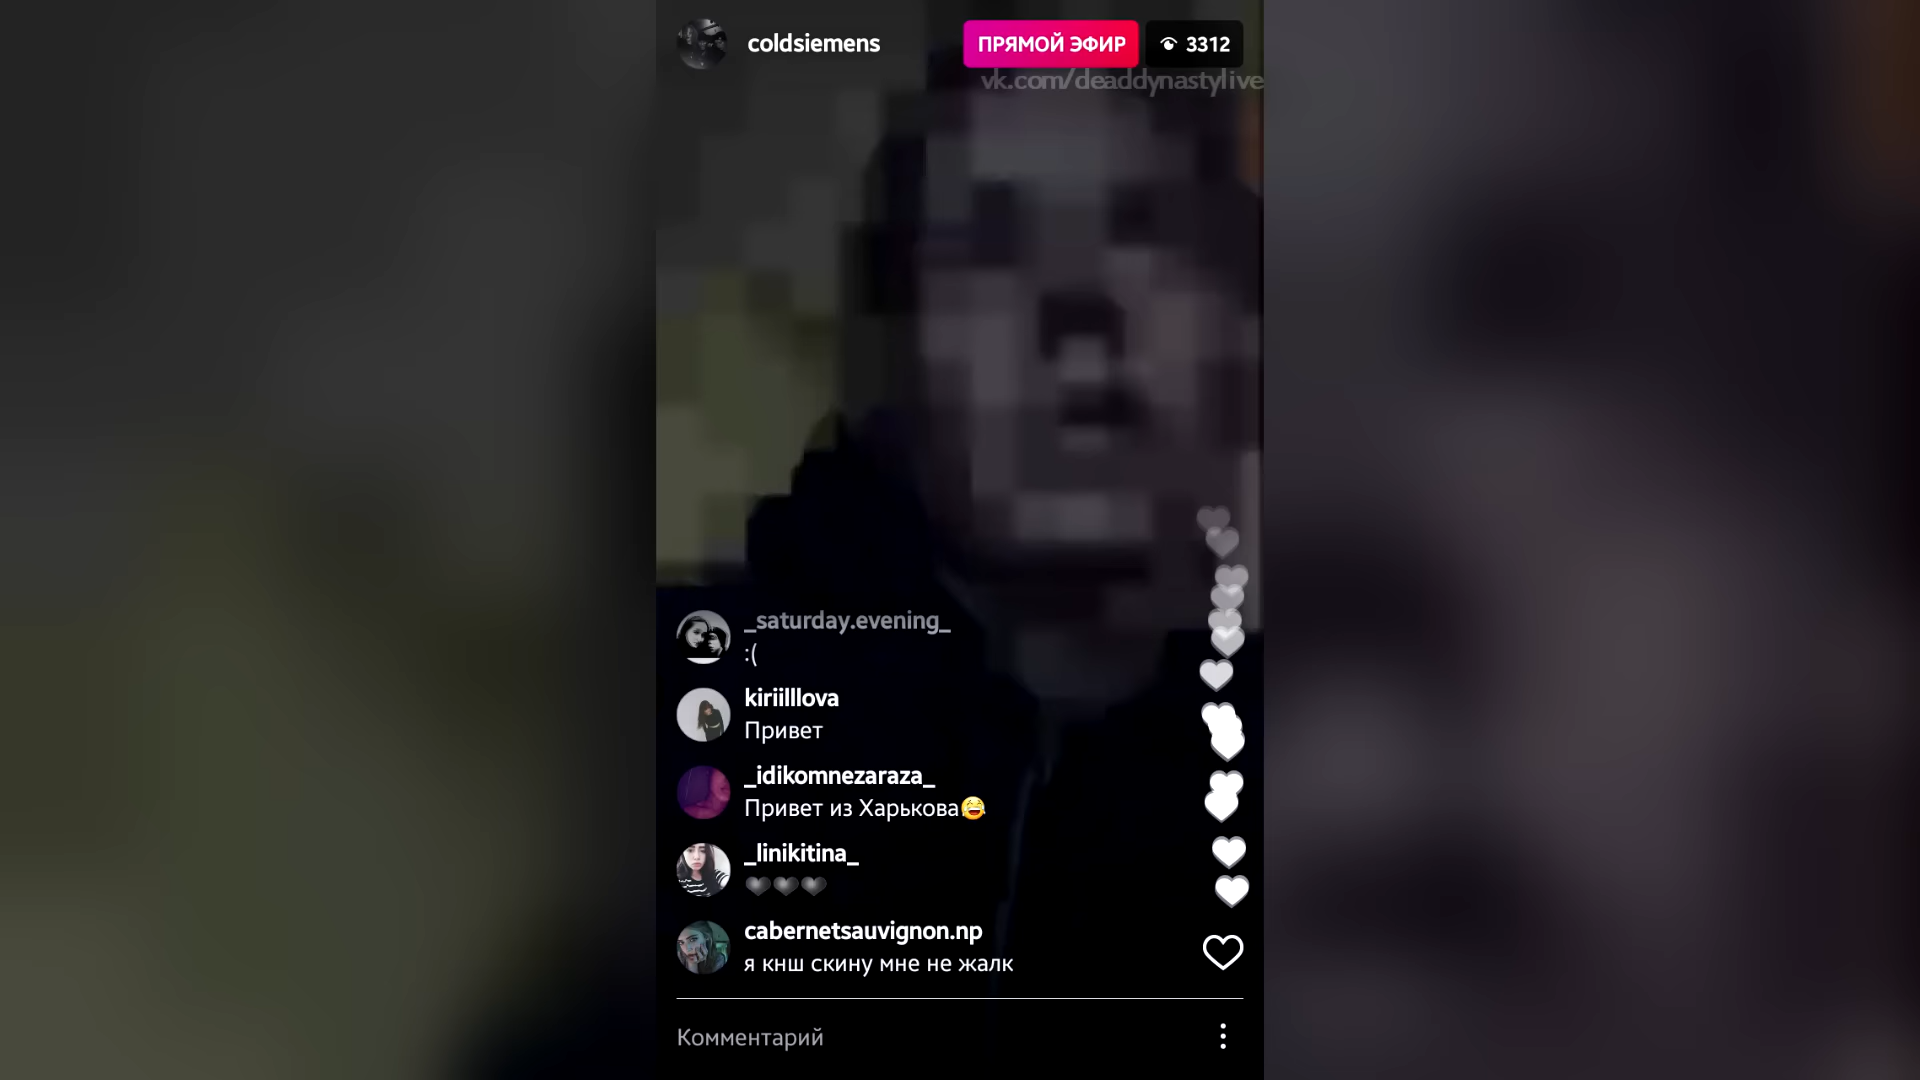 coldsiemens
ПРЯМОЙ ЭФИР
3312
vk.com/deaddynastylive
_saturday.evening_
:(
kiriilllova
Привет
_idikomnezaraza_
Привет из Харькова😂
_linikitina_
cabernetsauvignon.np
я кнш скину мне не жалк
Комментарий